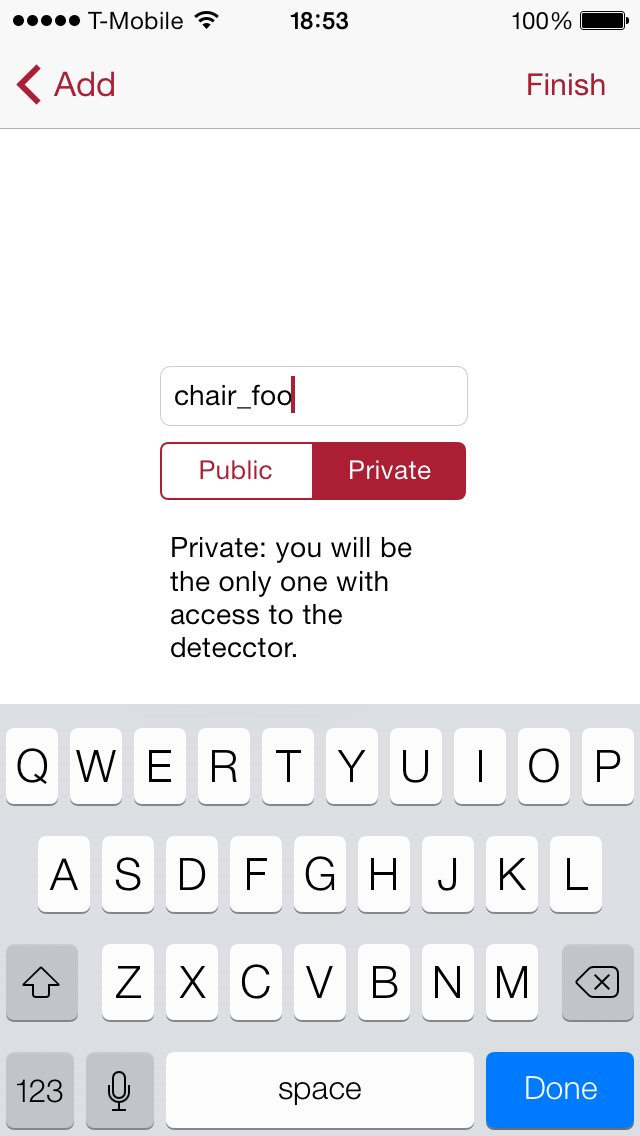 T-Mobile 18:53 100%
Add Finish
chair_foo
Public Private
Private: you will be
the only one with
access to the
detecctor.
Q W E R T Y U I O P
A S D F G H J K L
Z X C V B N M
123 space Done